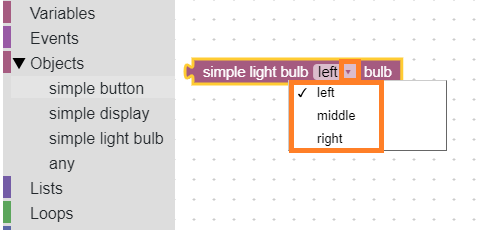 Variables
Events
Objects
simple button
simple display
simple light bulb
any
Lists
Loops
simple light bulb left bulb
left
middle
right